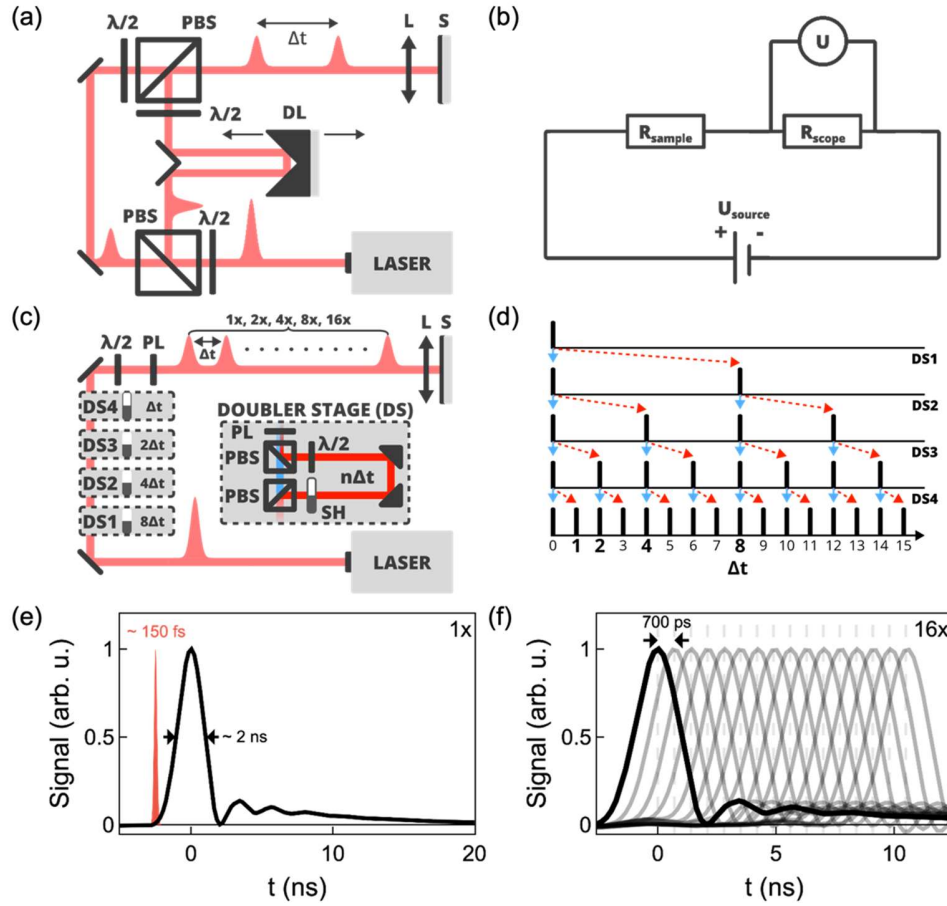 (a)
λ/2 PBS
Δt
L S
λ/2
DL
PBS λ/2
LASER
(b)
U
Rsample
Rscope
Usource
+ -
(c)
1x, 2x, 4x, 8x, 16x
L S
λ/2 PL
Δt
DS4 Δt
DS3 2Δt
DS2 4Δt
DS1 8Δt
DOUBLER STAGE (DS)
PL
λ/2
PBS
nΔt
PBS
SH
LASER
(d)
DS1
DS2
DS3
DS4
0 1 2 3 4 5 6 7 8 9 10 11 12 13 14 15
Δt
(e)
~ 150 fs
1x
1
~ 2 ns
0.5
0
Signal (arb. u.)
0 10 20
t (ns)
(f)
700 ps
16x
1
0.5
0
Signal (arb. u.)
0 5 10
t (ns)